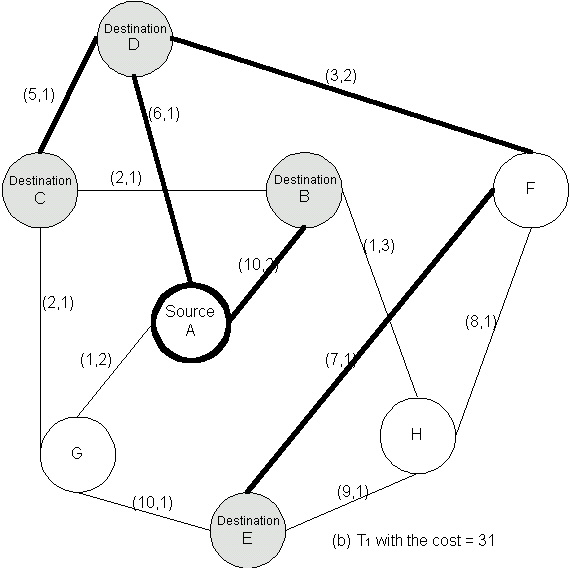 Destination
D
(5,1)
(3,2)
(6,1)
Destination
C
(2,1)
Destination
B
F
(1,3)
(10,2)
(2,1)
Source
A
(8,1)
(1,2)
(7,1)
G
H
(10,1)
(9,1)
Destination
E
(b) T1 with the cost = 31